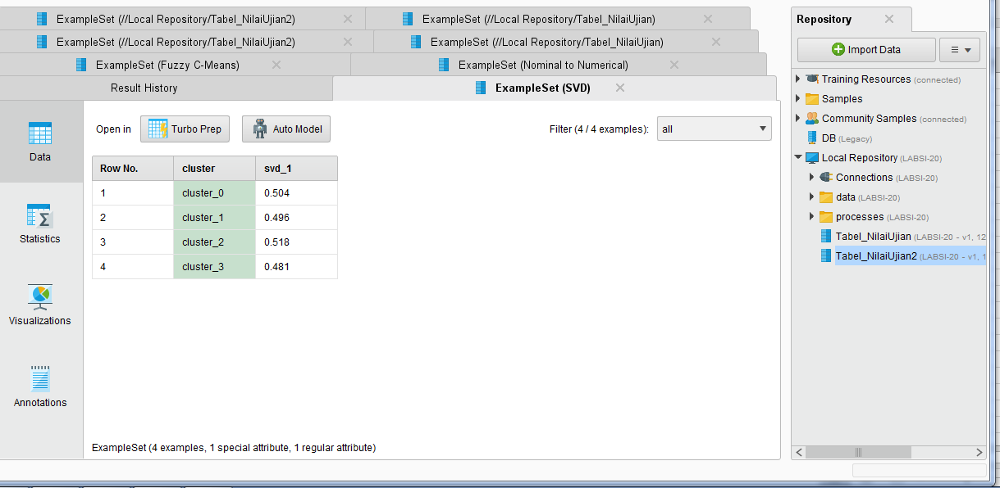 ExampleSet (//Local Repository/Tabel_NilaiUjian2)
ExampleSet (//Local Repository/Tabel_NilaiUjian)
ExampleSet (//Local Repository/Tabel_NilaiUjian2)
ExampleSet (//Local Repository/Tabel_NilaiUjian)
ExampleSet (Fuzzy C-Means)
ExampleSet (Nominal to Numerical)
Result History
ExampleSet (SVD)
Data
Statistics
Visualizations
Annotations
Open in
Turbo Prep
Auto Model
Filter (4 / 4 examples):
all
Row No. cluster svd_1
1 cluster_0 0.504
2 cluster_1 0.496
3 cluster_2 0.518
4 cluster_3 0.481
ExampleSet (4 examples, 1 special attribute, 1 regular attribute)
Repository
Import Data
Training Resources (connected)
Samples
Community Samples (connected)
DB (Legacy)
Local Repository (LABSI-20)
Connections (LABSI-20)
data (LABSI-20)
processes (LABSI-20)
Tabel_NilaiUjian (LABSI-20 - v1, 12
Tabel_NilaiUjian2 (LABSI-20 - v1, 1